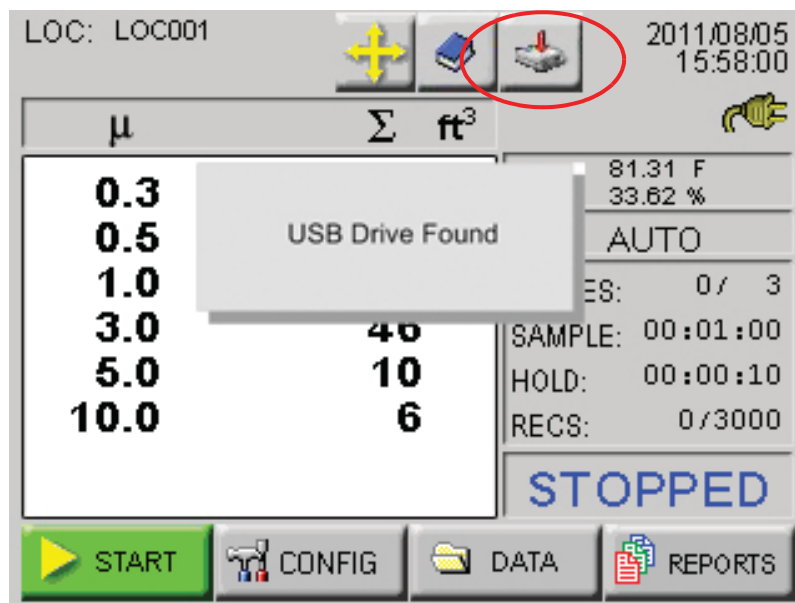 LOC: LOC001
2011/08/05
15:58:00
µ Σ ft³
81.31 F
33.62 %
0.3
0.5
1.0
3.0 46
5.0 10
10.0 6
USB Drive Found
AUTO
0/ 3
SAMPLE: 00:01:00
HOLD: 00:00:10
RECS: 0/3000
STOPPED
START
CONFIG
DATA
REPORTS